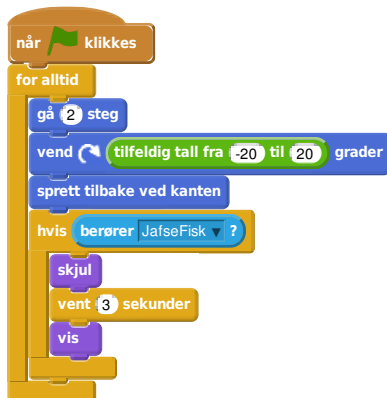 når klikkes
for alltid
gå 2 steg
vend tilfeldig tall fra -20 til 20 grader
sprett tilbake ved kanten
hvis berører JafseFisk ?
skjul
vent 3 sekunder
vis